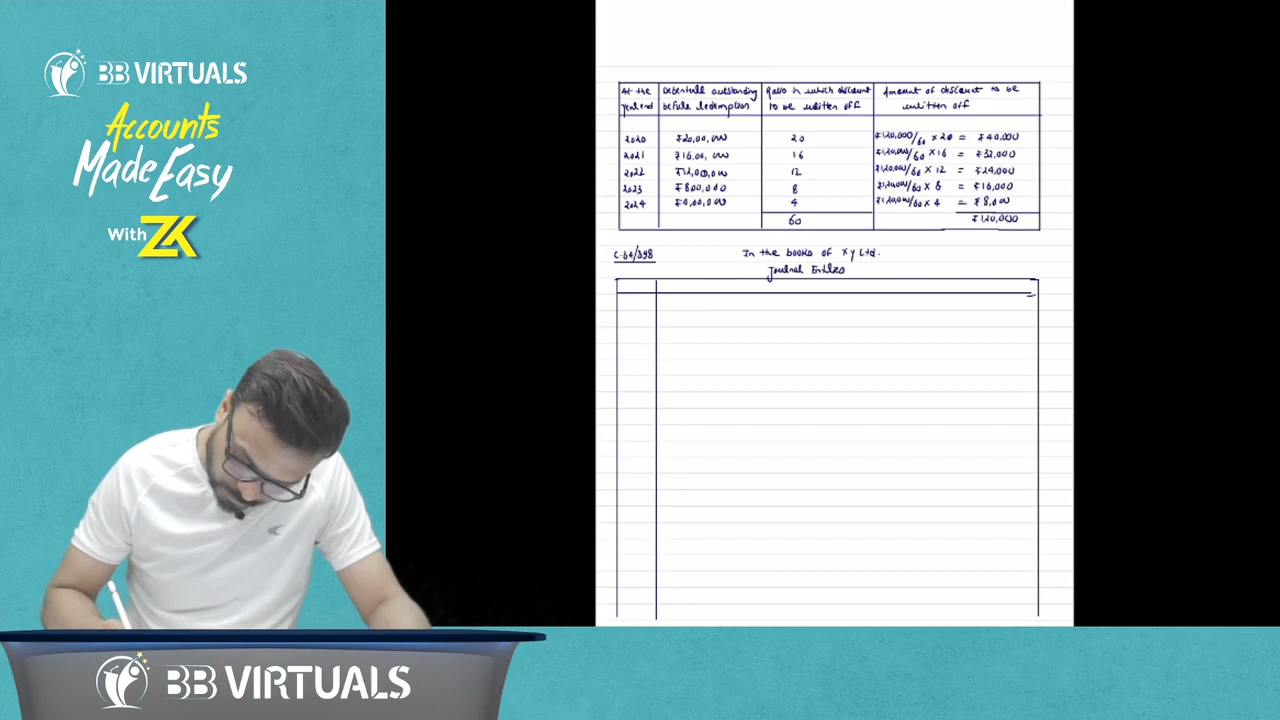 BB VIRTUALS
Accounts
Made Easy
With ZK
At the year end | Debenture outstanding before redemption | Ratio in which discount to be written off | Amount of discount to be written off
2020 ₹20,00,000 20 ₹1,20,000/60 × 20 = ₹40,000
2021 ₹16,00,000 16 ₹1,20,000/60 × 16 = ₹32,000
2022 ₹12,00,000 12 ₹1,20,000/60 × 12 = ₹24,000
2023 ₹800,000 8 ₹1,20,000/60 × 8 = ₹16,000
2024 ₹4,00,000 4 ₹1,20,000/60 × 4 = ₹8,000
60 ₹1,20,000
In the books of XY Ltd.
Journal Entries
BB VIRTUALS